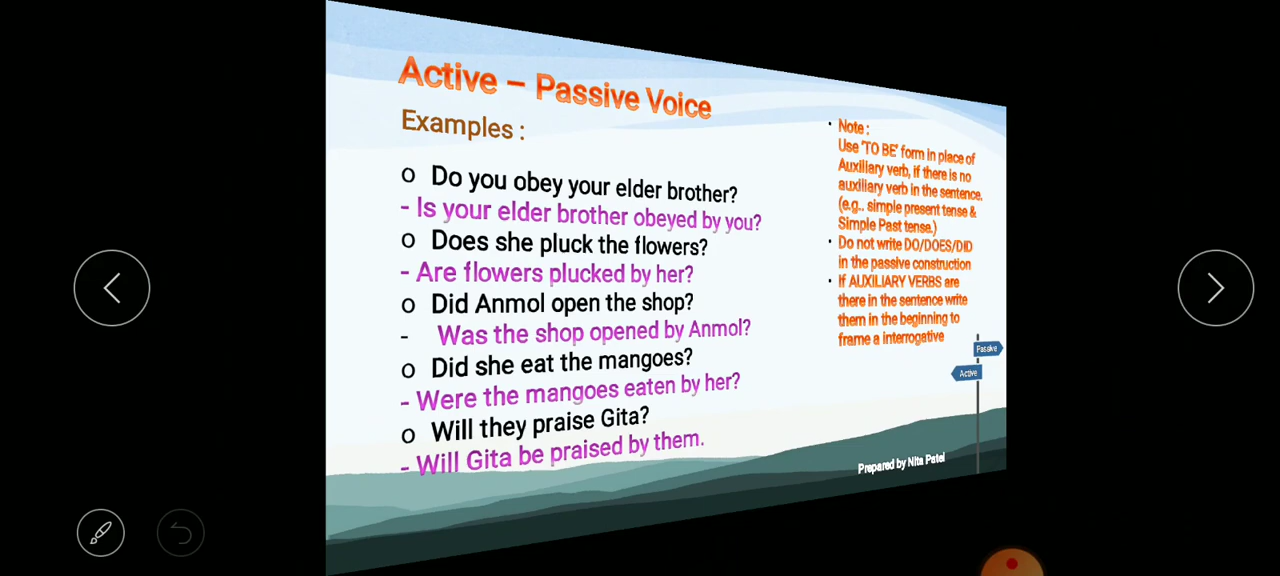 Active – Passive Voice
Examples :
o Do you obey your elder brother?
- Is your elder brother obeyed by you?
o Does she pluck the flowers?
- Are flowers plucked by her?
o Did Anmol open the shop?
- Was the shop opened by Anmol?
o Did she eat the mangoes?
- Were the mangoes eaten by her?
o Will they praise Gita?
- Will Gita be praised by them.
• Note :
Use 'TO BE' form in place of
Auxiliary verb, if there is no
auxiliary verb in the sentence.
(e.g.. simple present tense &
Simple Past tense.)
• Do not write DO/DOES/DID
in the passive construction
• If AUXILIARY VERBS are
there in the sentence write
them in the beginning to
frame a interrogative
Passive
Active
Prepared by Nita Patel